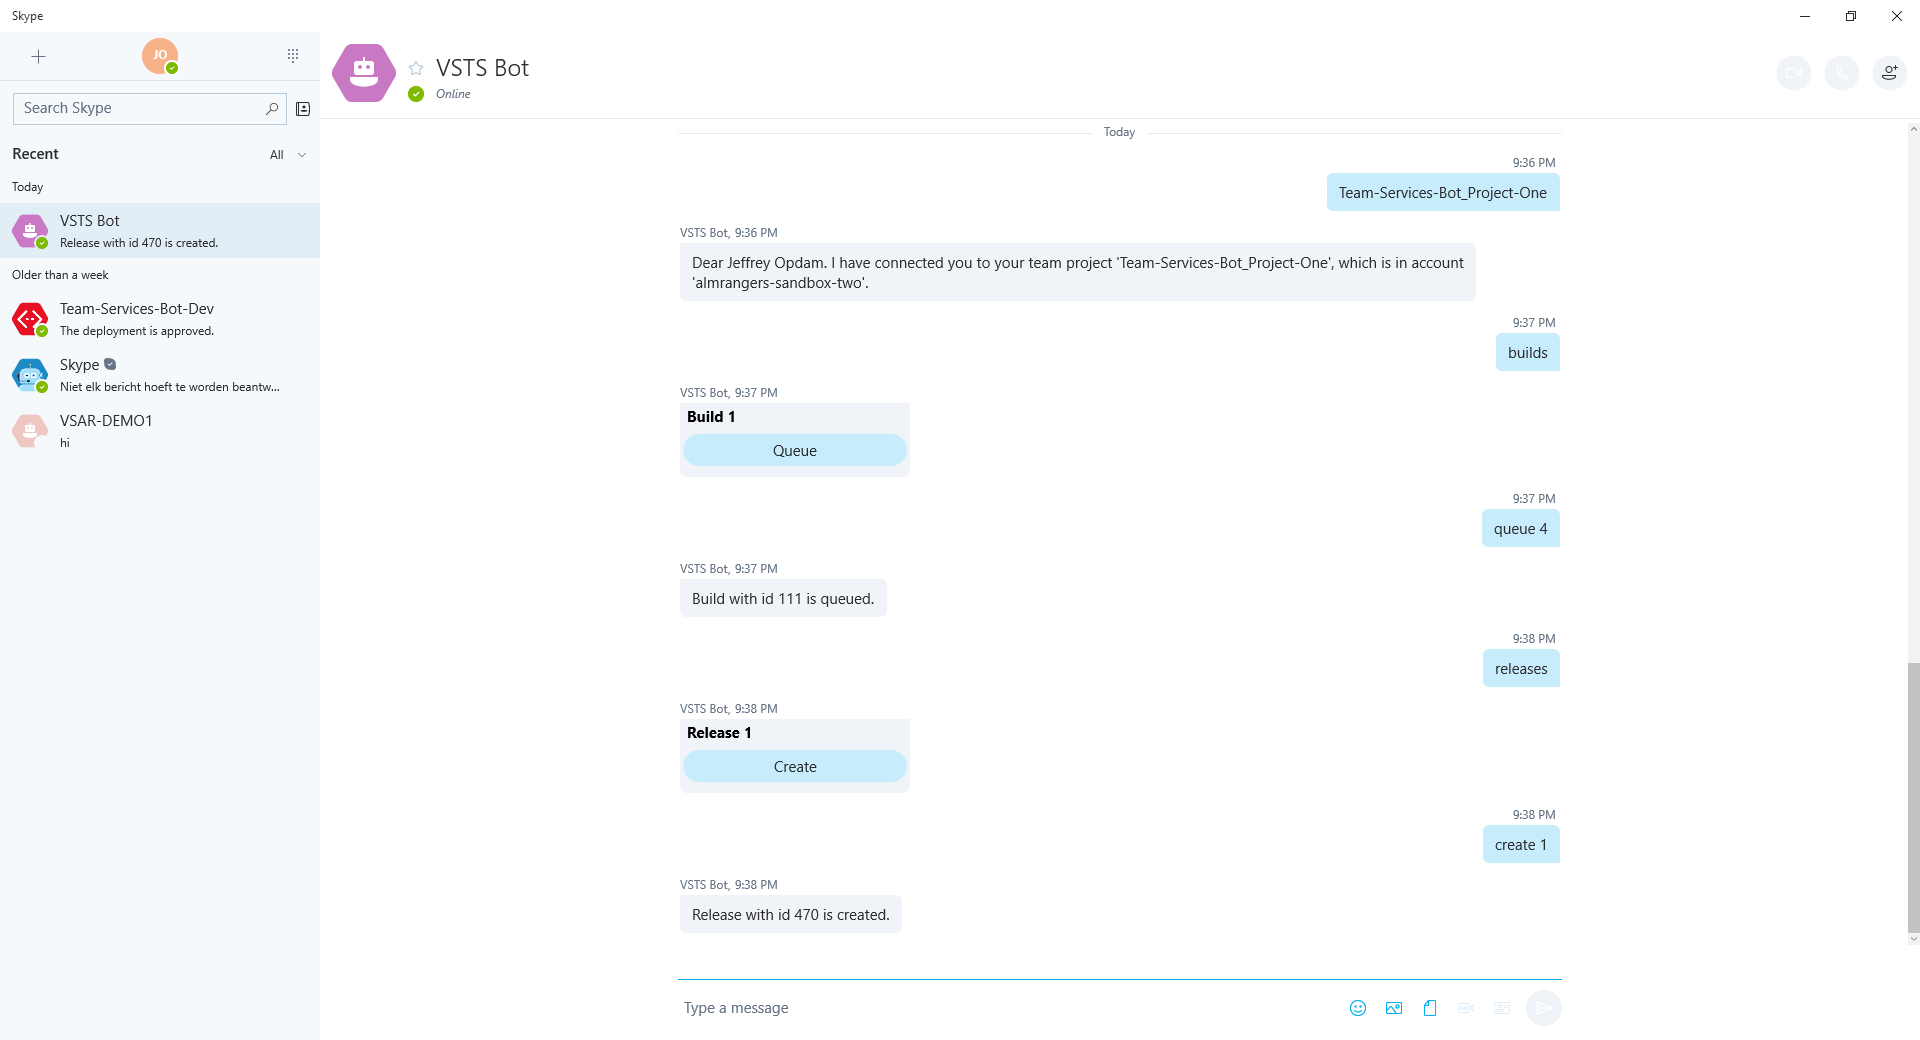 Skype
JO
Search Skype
Recent
All
Today
VSTS Bot
Release with id 470 is created.
Older than a week
Team-Services-Bot-Dev
The deployment is approved.
Skype
Niet elk bericht hoeft te worden beantw...
VSAR-DEMO1
hi
VSTS Bot
Online
Today
9:36 PM
Team-Services-Bot_Project-One
VSTS Bot, 9:36 PM
Dear Jeffrey Opdam. I have connected you to your team project 'Team-Services-Bot_Project-One', which is in account
'almrangers-sandbox-two'.
9:37 PM
builds
VSTS Bot, 9:37 PM
Build 1
Queue
9:37 PM
queue 4
VSTS Bot, 9:37 PM
Build with id 111 is queued.
9:38 PM
releases
VSTS Bot, 9:38 PM
Release 1
Create
9:38 PM
create 1
VSTS Bot, 9:38 PM
Release with id 470 is created.
Type a message